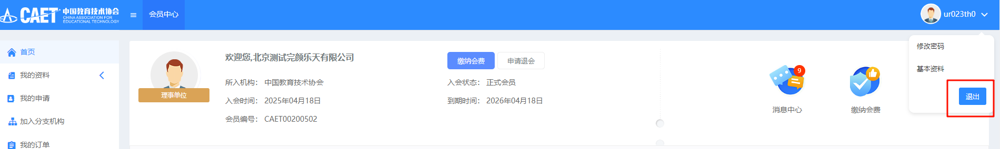 CAET 中国教育技术协会
CHINA ASSOCIATION FOR
EDUCATIONAL TECHNOLOGY
会员中心
ur023th0
修改密码
基本资料
退出
首页
我的资料
我的申请
加入分支机构
我的订单
理事单位
欢迎您,北京测试完颜乐天有限公司
缴纳会费 申请退会
所入机构: 中国教育技术协会
入会状态: 正式会员
入会时间: 2025年04月18日
到期时间: 2026年04月18日
会员编号: CAET00200502
9
消息中心
缴纳会费